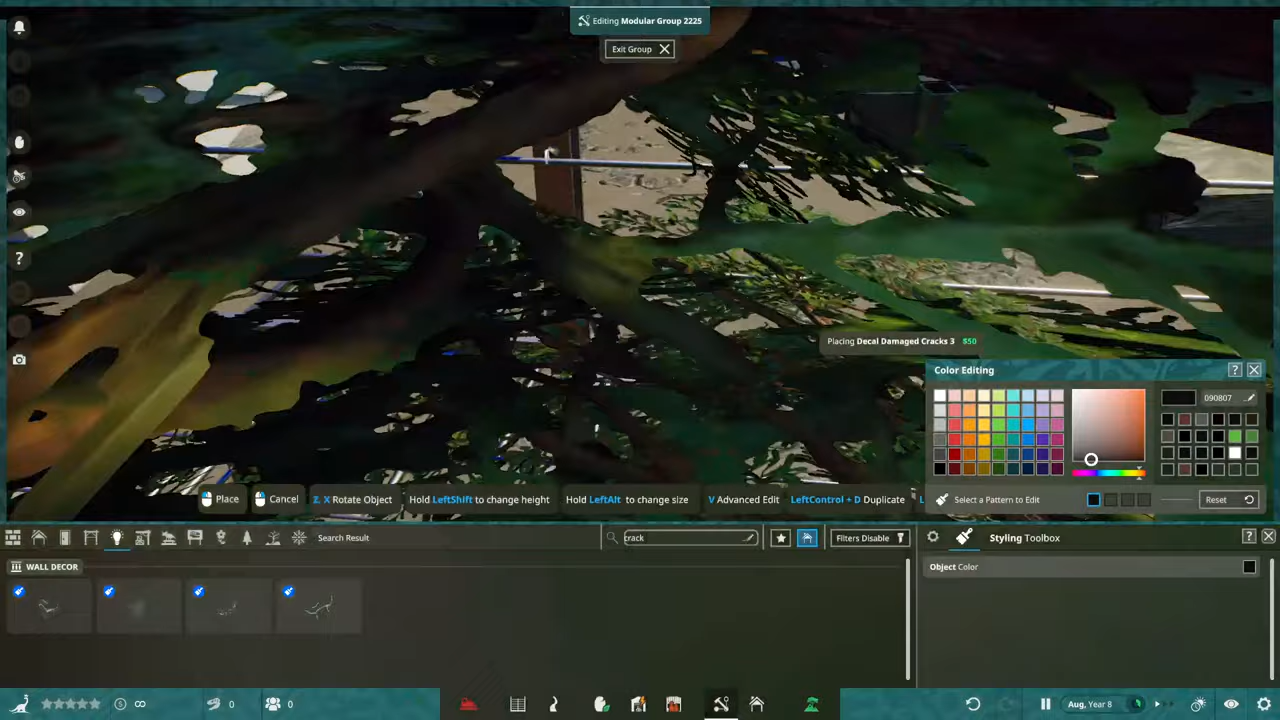 Editing Modular Group 2225
Exit Group
Placing Decal Damaged Cracks 3 $50
Color Editing
?
090807
Select a Pattern to Edit
Reset
Place
Cancel
Z, X Rotate Object
Hold LeftShift to change height
Hold LeftAlt to change size
V Advanced Edit
LeftControl + D Duplicate
Search Result
crack
Filters Disable
Styling Toolbox
?
WALL DECOR
Object Color
?
∞
0
0
Aug, Year 8